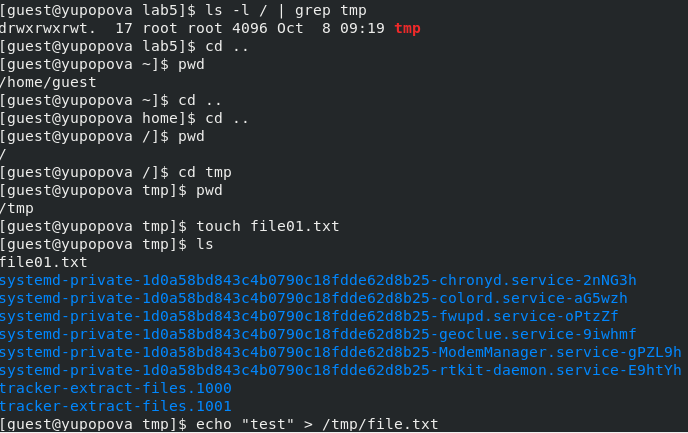 [guest@yupopova lab5]$ ls -l / | grep tmp
drwxrwxrwt.  17 root root 4096 Oct  8 09:19 tmp
[guest@yupopova lab5]$ cd ..
[guest@yupopova ~]$ pwd
/home/guest
[guest@yupopova ~]$ cd ..
[guest@yupopova home]$ cd ..
[guest@yupopova /]$ pwd
/
[guest@yupopova /]$ cd tmp
[guest@yupopova tmp]$ pwd
/tmp
[guest@yupopova tmp]$ touch file01.txt
[guest@yupopova tmp]$ ls
file01.txt
systemd-private-1d0a58bd843c4b0790c18fdde62d8b25-chronyd.service-2nNG3h
systemd-private-1d0a58bd843c4b0790c18fdde62d8b25-colord.service-aG5wzh
systemd-private-1d0a58bd843c4b0790c18fdde62d8b25-fwupd.service-oPtzZf
systemd-private-1d0a58bd843c4b0790c18fdde62d8b25-geoclue.service-9iwhmf
systemd-private-1d0a58bd843c4b0790c18fdde62d8b25-ModemManager.service-gPZL9h
systemd-private-1d0a58bd843c4b0790c18fdde62d8b25-rtkit-daemon.service-E9htYh
tracker-extract-files.1000
tracker-extract-files.1001
[guest@yupopova tmp]$ echo "test" > /tmp/file.txt